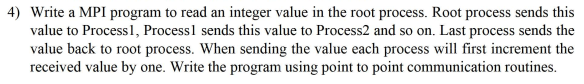 4) Write a MPI program to read an integer value in the root process. Root process sends this
value to Process1, Process1 sends this value to Process2 and so on. Last process sends the
value back to root process. When sending the value each process will first increment the
received value by one. Write the program using point to point communication routines.